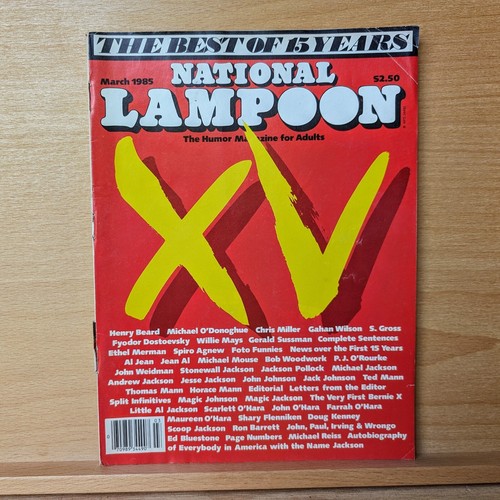 THE BEST OF 15 YEARS
March 1985
NATIONAL
$2.50
LAMPOON
The Humor Magazine for Adults
XV
Henry Beard Michael O'Donoghue Chris Miller Gahan Wilson S. Gross
Fyodor Dostoevsky Willie Mays Gerald Sussman Complete Sentences
Ethel Merman Spiro Agnew Foto Funnies News over the First 15 Years
Al Jean Jean Al Michael Mouse Bob Woodwork P. J. O'Rourke
John Weidman Stonewall Jackson Jackson Pollock Michael Jackson
Andrew Jackson Jesse Jackson John Johnson Jack Johnson Ted Mann
Thomas Mann Horace Mann Editorial Letters from the Editor
Split Infinitives Magic Johnson Magic Jackson The Very First Bernie X
Little Al Jackson Scarlett O'Hara John O'Hara Farrah O'Hara
Maureen O'Hara Shary Flenniken Doug Kenney
Scoop Jackson Ron Barrett John, Paul, Irving & Wrongo
Ed Bluestone Page Numbers Michael Reiss Autobiography
of Everybody in America with the Name Jackson